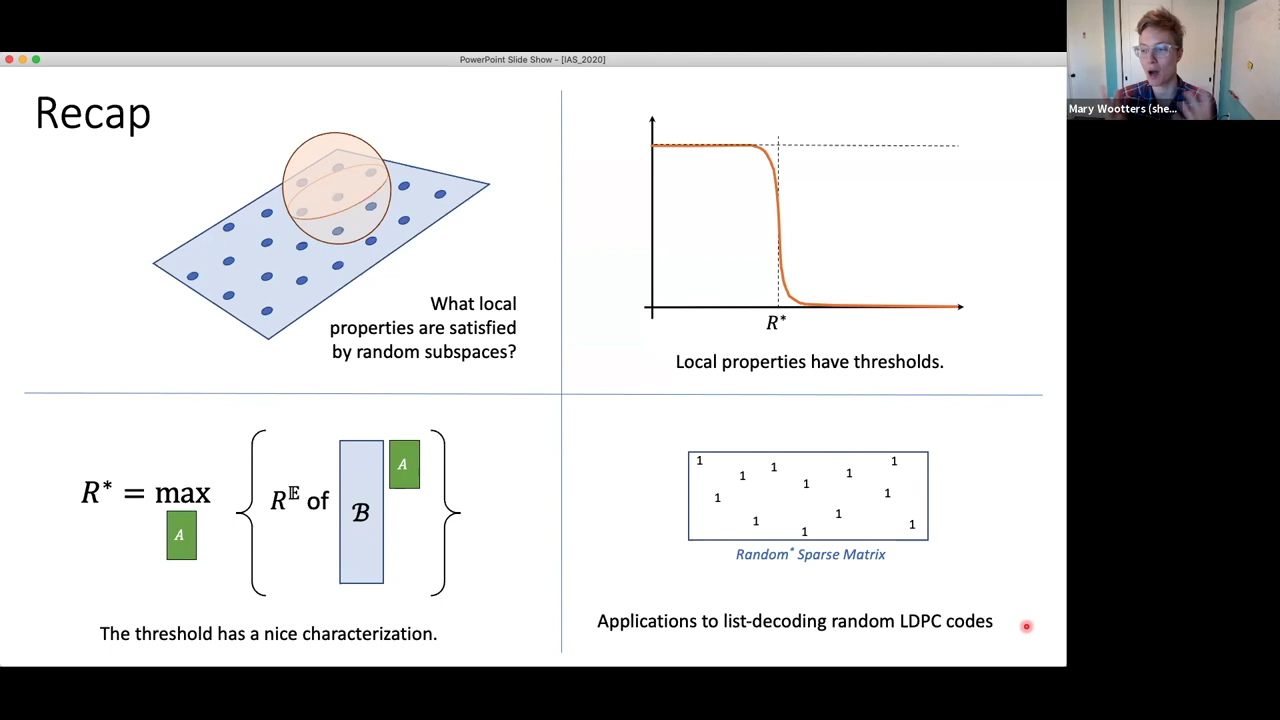 PowerPoint Slide Show - [IAS_2020]
Mary Wootters (she...
Recap
What local
properties are satisfied
by random subspaces?
R*
Local properties have thresholds.
R* = max
A
{ R^𝔼 of
ℬ
A
}
The threshold has a nice characterization.
1
1
1
1
1
1
1
1
1
1
1
1
Random* Sparse Matrix
Applications to list-decoding random LDPC codes